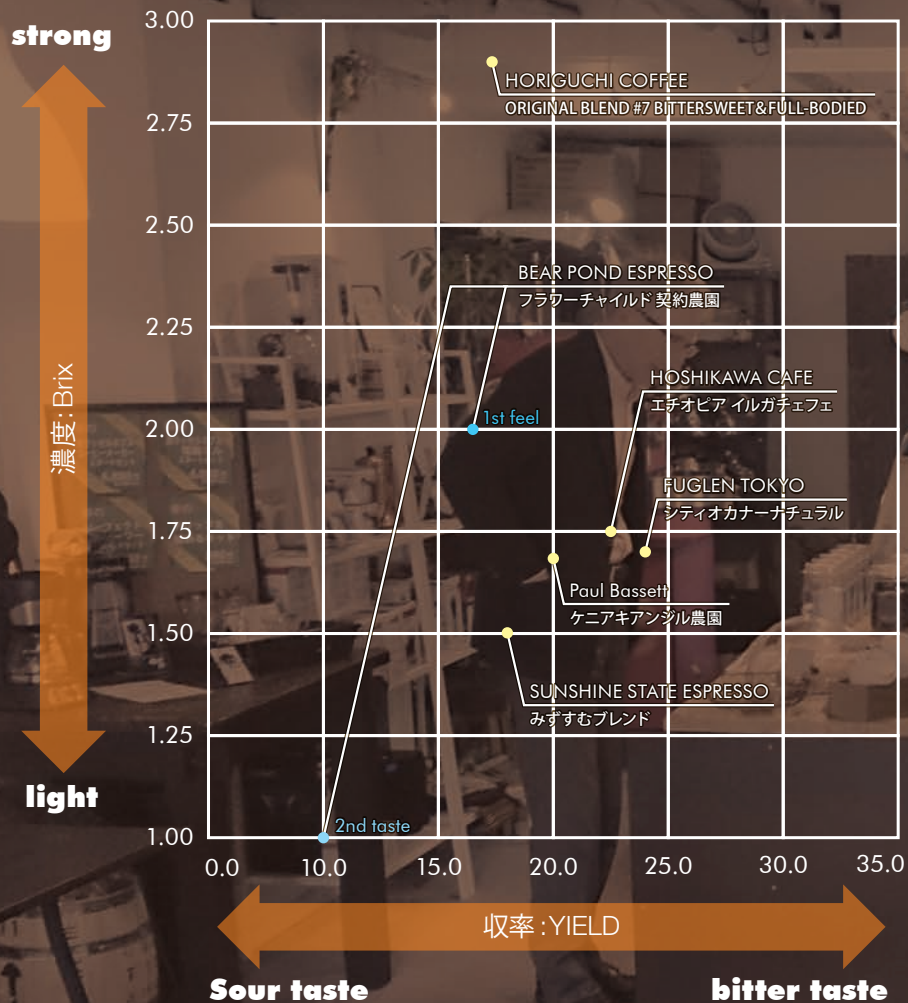 strong
3.00
HORIGUCHI COFFEE
ORIGINAL BLEND #7 BITTERSWEET&FULL-BODIED
2.75
2.50
BEAR POND ESPRESSO
フラワーチャイルド 契約農園
2.25
HOSHIKAWA CAFE
エチオピア イルガチェフェ
濃度:Brix
2.00
1st feel
FUGLEN TOKYO
シティオカナーナチュラル
1.75
Paul Bassett
ケニアキアンジル農園
1.50
SUNSHINE STATE ESPRESSO
みずすむブレンド
1.25
light
1.00
2nd taste
0.0
10.0
15.0
20.0
25.0
30.0
35.0
収率:YIELD
Sour taste
bitter taste